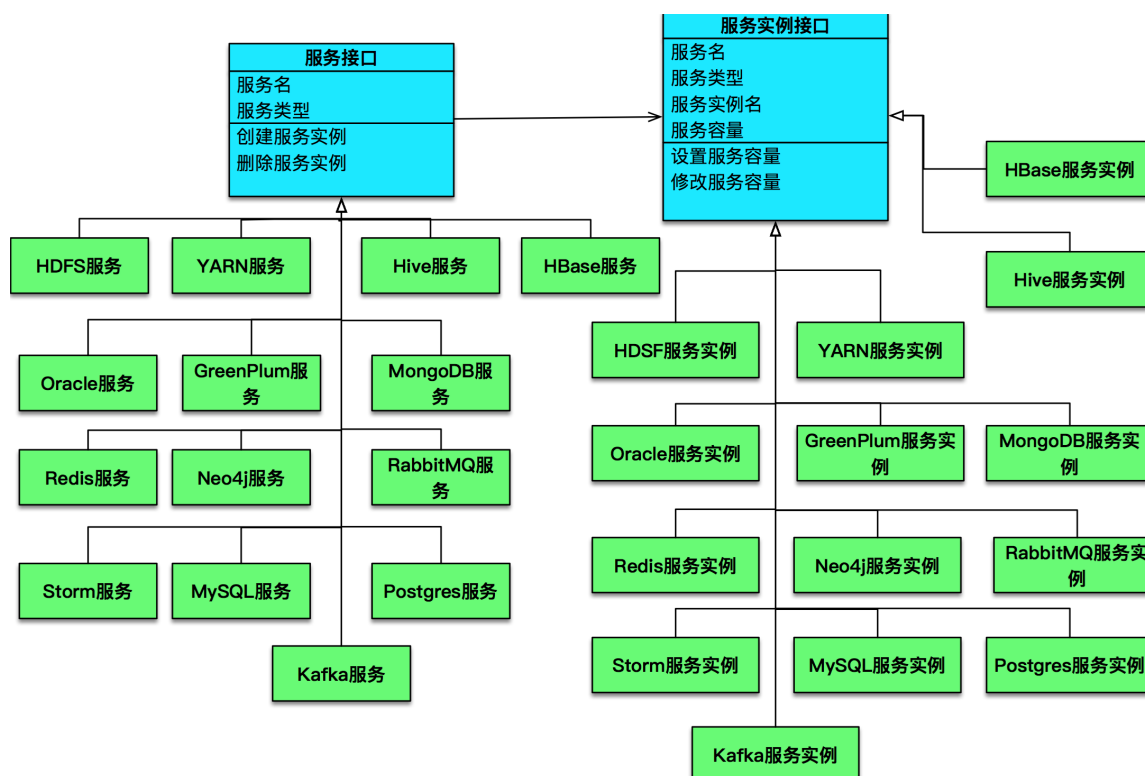 服务接口
服务名
服务类型
创建服务实例
删除服务实例
服务实例接口
服务名
服务类型
服务实例名
服务容量
设置服务容量
修改服务容量
HBase服务实例
Hive服务实例
HDFS服务
YARN服务
Hive服务
HBase服务
Oracle服务
GreenPlum服
务
MongoDB服
务
Redis服务
Neo4j服务
RabbitMQ服
务
Storm服务
MySQL服务
Postgres服务
Kafka服务
HDSF服务实例
YARN服务实例
Oracle服务实例
GreenPlum服务实
例
MongoDB服务实
例
Redis服务实例
Neo4j服务实例
RabbitMQ服务实
例
Storm服务实例
MySQL服务实例
Postgres服务实例
Kafka服务实例